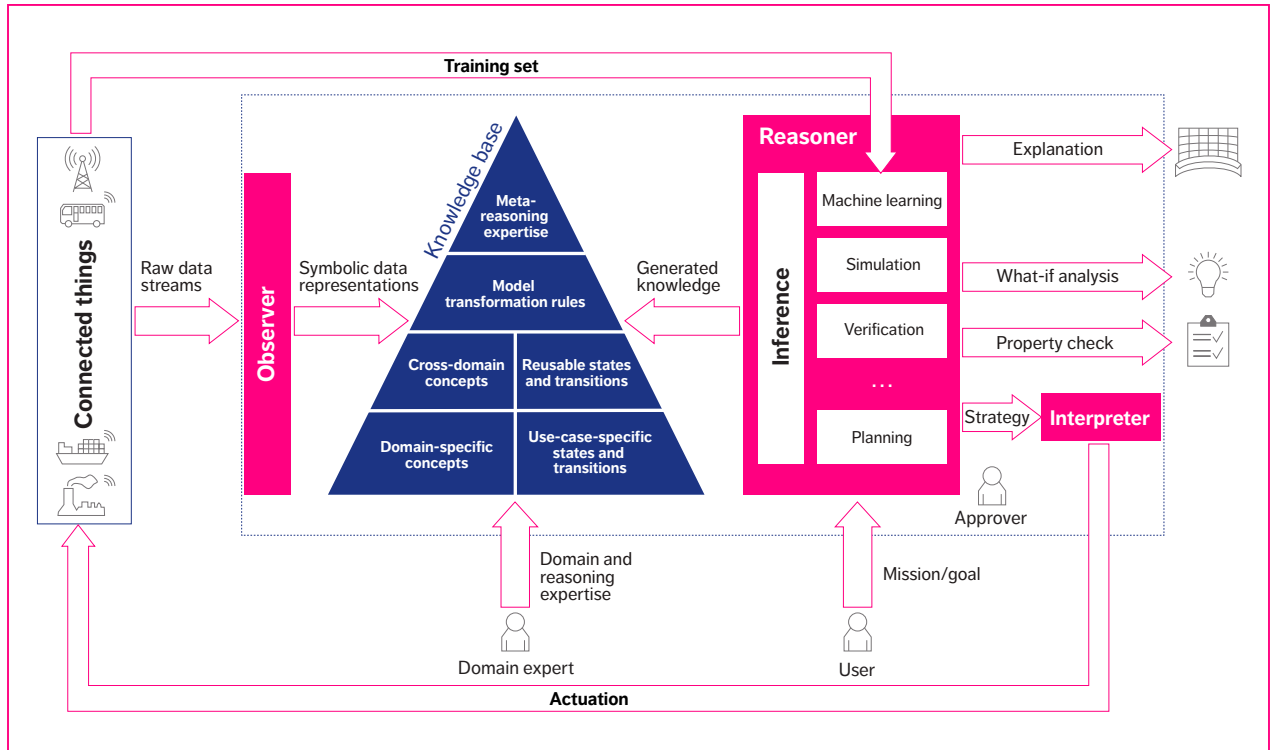 Training set
Connected things
Raw data
streams
Observer
Symbolic data
representations
Knowledge base
Meta-
reasoning
expertise
Model
transformation rules
Cross-domain
concepts
Reusable states
and transitions
Domain-specific
concepts
Use-case-specific
states and
transitions
Generated
knowledge
Reasoner
Inference
Machine learning
Simulation
Verification
...
Planning
Explanation
What-if analysis
Property check
Strategy
Interpreter
Approver
Domain and
reasoning
expertise
Domain expert
Mission/goal
User
Actuation